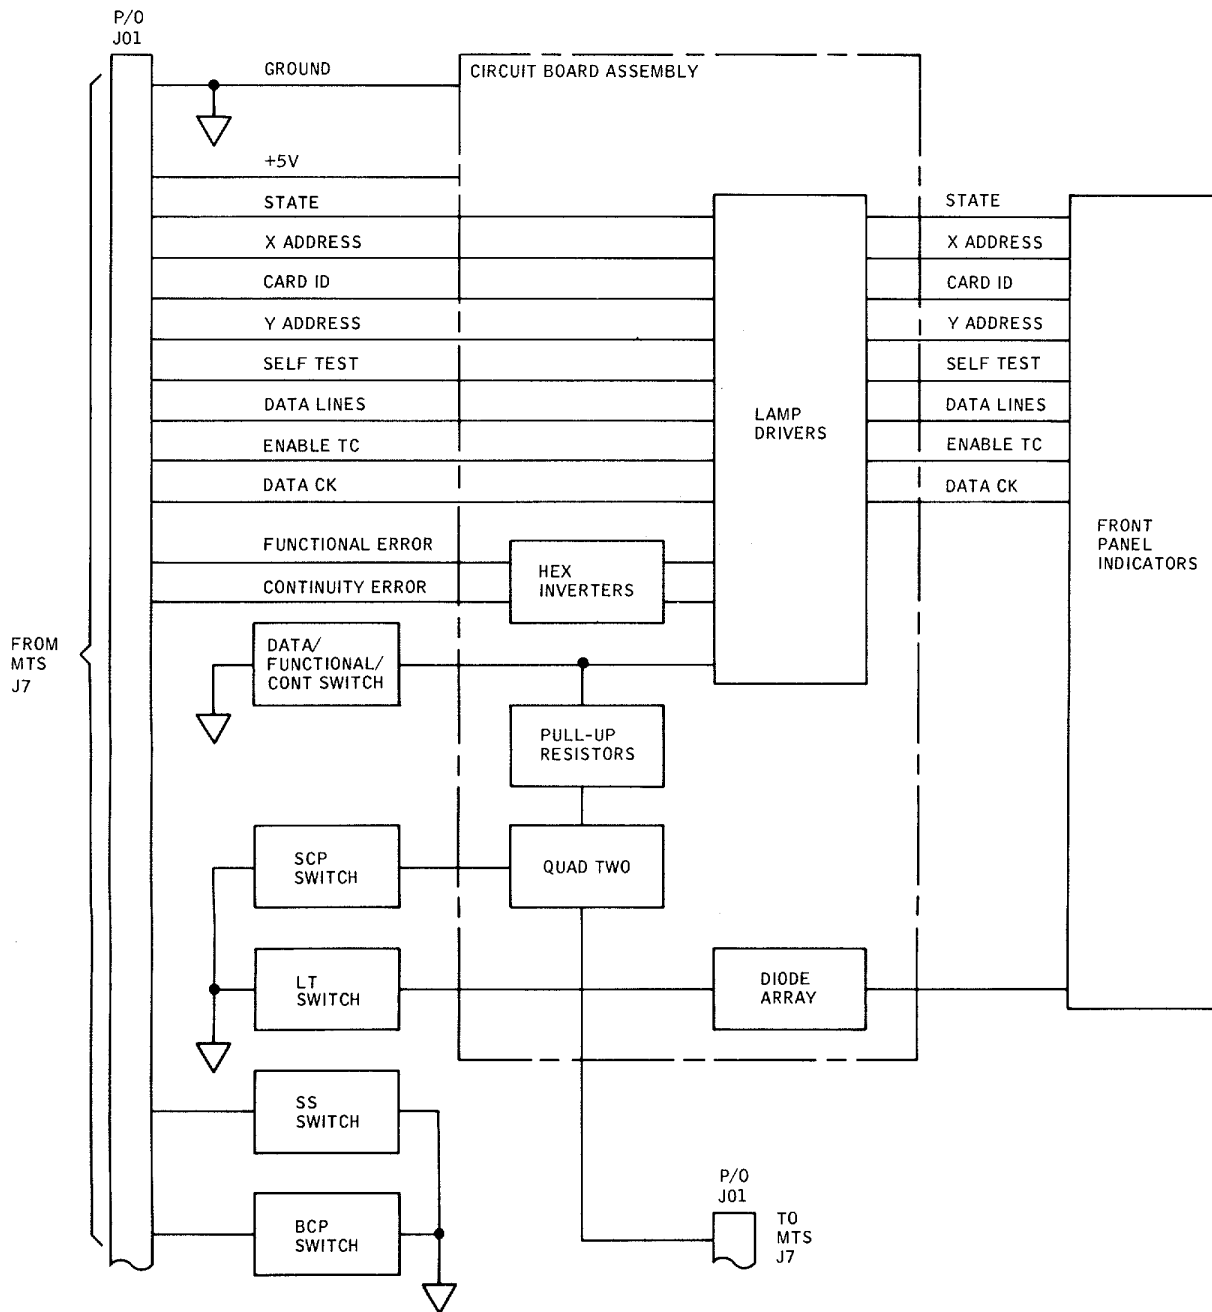 P/O
J01
GROUND
CIRCUIT BOARD ASSEMBLY
+5V
STATE
X ADDRESS
CARD ID
Y ADDRESS
SELF TEST
DATA LINES
ENABLE TC
DATA CK
FUNCTIONAL ERROR
CONTINUITY ERROR
HEX
INVERTERS
LAMP
DRIVERS
STATE
X ADDRESS
CARD ID
Y ADDRESS
SELF TEST
DATA LINES
ENABLE TC
DATA CK
FRONT
PANEL
INDICATORS
FROM
MTS
J7
DATA/
FUNCTIONAL/
CONT SWITCH
PULL-UP
RESISTORS
SCP
SWITCH
QUAD TWO
LT
SWITCH
DIODE
ARRAY
SS
SWITCH
BCP
SWITCH
P/O
J01
TO
MTS
J7